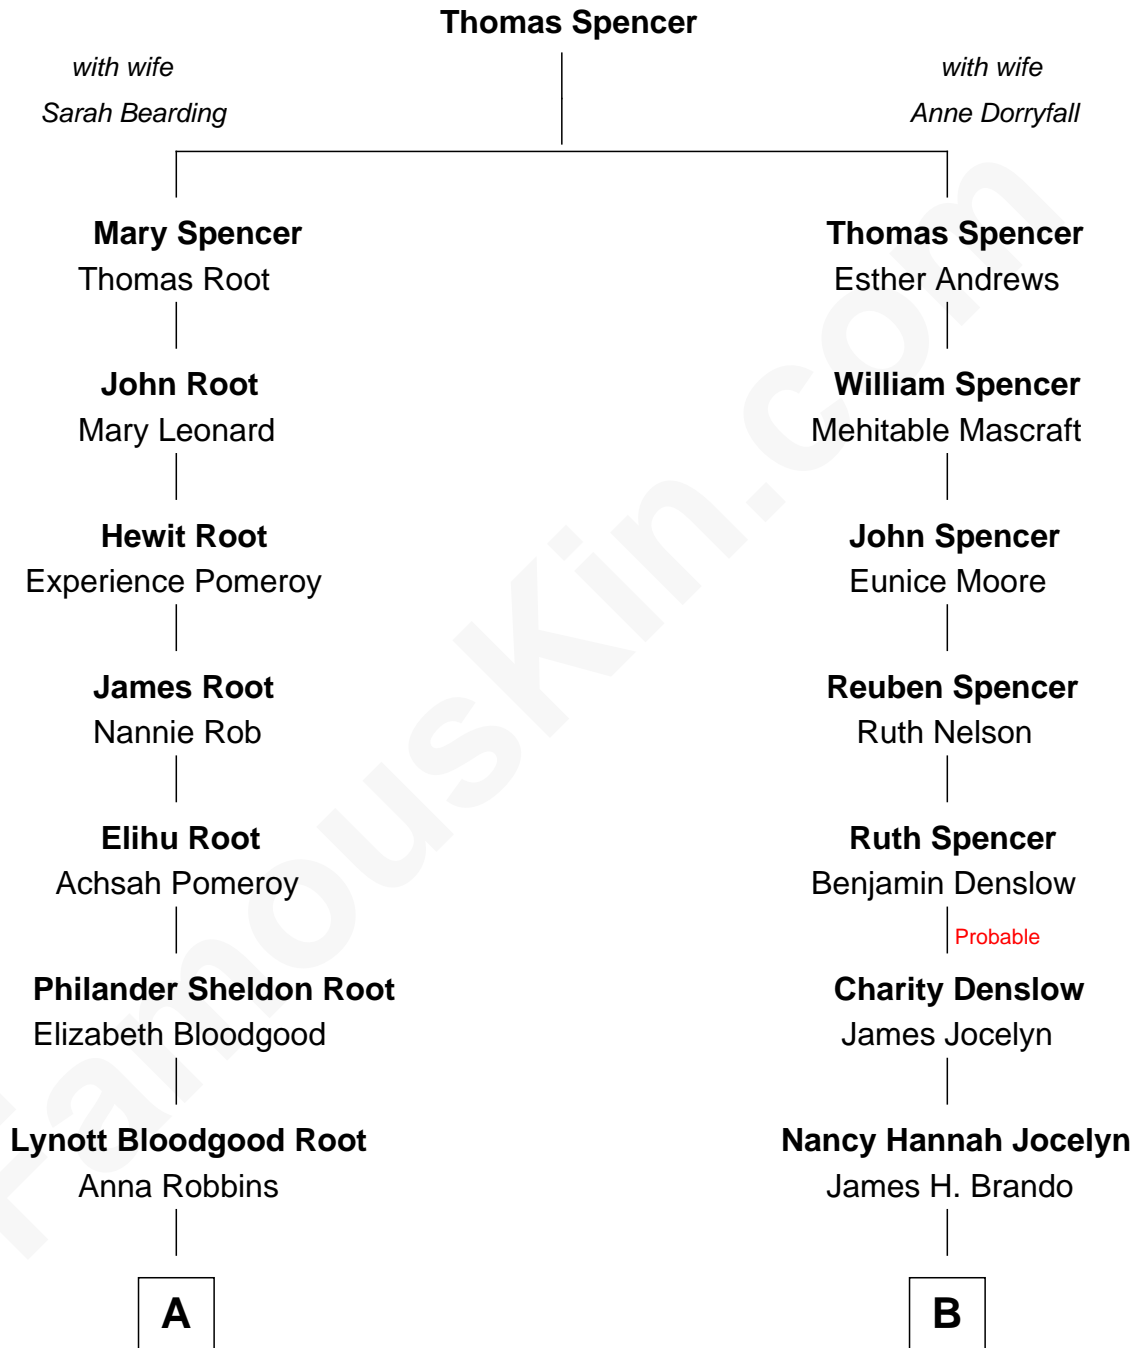 Thomas Spencer
with wife
Sarah Bearding
with wife
Anne Dorryfall
Mary Spencer
Thomas Root
Thomas Spencer
Esther Andrews
John Root
Mary Leonard
William Spencer
Mehitable Mascraft
Hewit Root
Experience Pomeroy
John Spencer
Eunice Moore
James Root
Nannie Rob
Reuben Spencer
Ruth Nelson
Elihu Root
Achsah Pomeroy
Ruth Spencer
Benjamin Denslow
Probable
Philander Sheldon Root
Elizabeth Bloodgood
Charity Denslow
James Jocelyn
Lynott Bloodgood Root
Anna Robbins
Nancy Hannah Jocelyn
James H. Brando
A
B
FamousKin.com